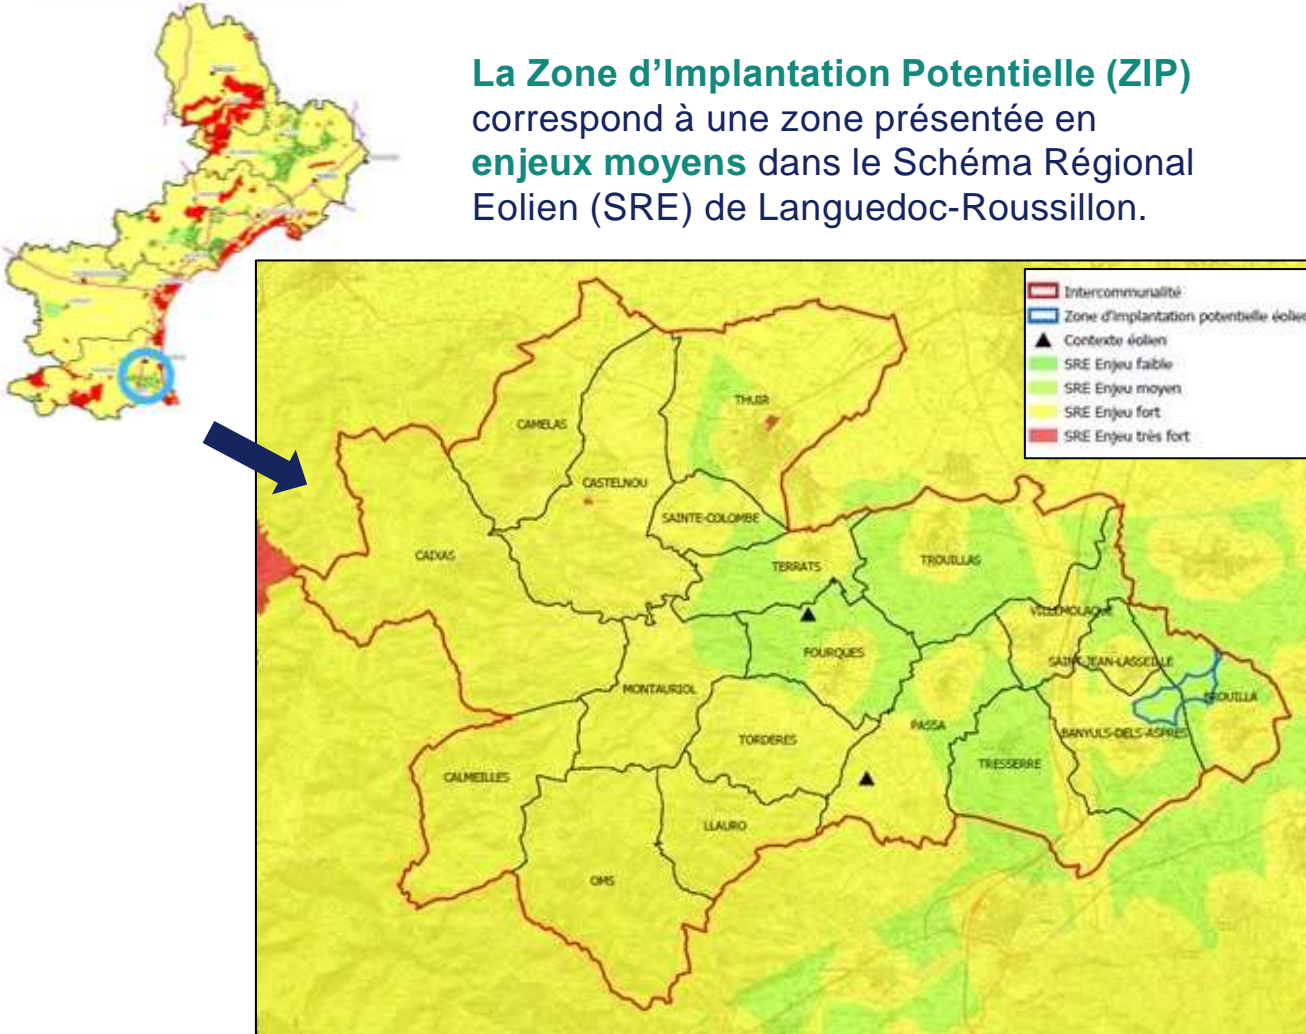 La Zone d’Implantation Potentielle (ZIP)
correspond à une zone présentée en
enjeux moyens dans le Schéma Régional
Eolien (SRE) de Languedoc-Roussillon.
Intercommunalité
Zone d'implantation potentielle éolien
Contexte éolien
SRE Enjeu faible
SRE Enjeu moyen
SRE Enjeu fort
SRE Enjeu très fort
THUIR
CAMELAS
CASTELNOU
SAINTE-COLOMBE
CAIXAS
TERRATS
TROUILLAS
VILLEMOLAQUE
FOURQUES
SAINT-JEAN-LASSEILLE
MONTAURIOL
BROUILLA
PASSA
TORDERES
BANYULS-DELS-ASPRES
TRESSERRE
CALMEILLES
LLAURO
OMS